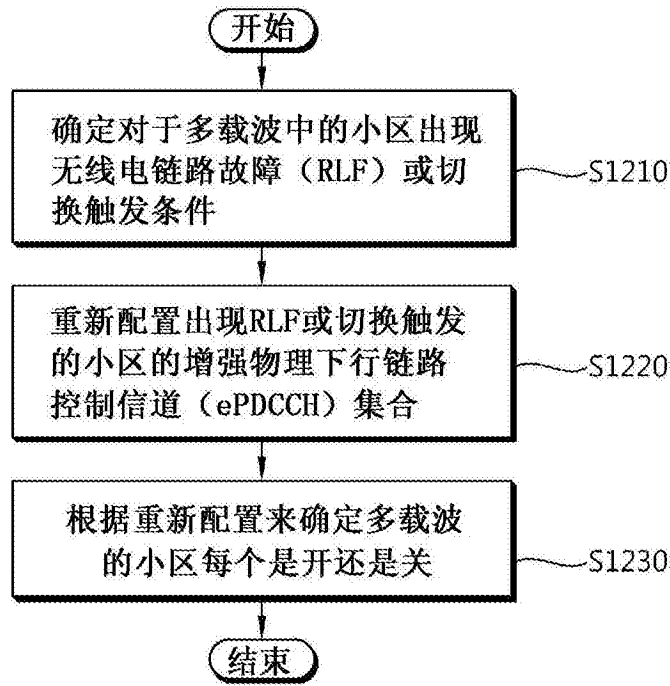 开始
确定对于多载波中的小区出现
无线电链路故障（RLF）或切
换触发条件
S1210
重新配置出现RLF或切换触发
的小区的增强物理下行链路
控制信道（ePDCCH）集合
S1220
根据重新配置来确定多载波
的小区每个是开还是关
S1230
结束